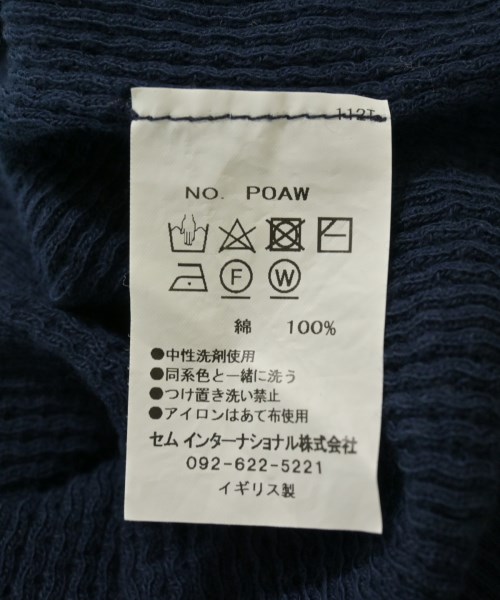 112T
NO. POAW
F W
綿 100%
●中性洗剤使用
●同系色と一緒に洗う
●つけ置き洗い禁止
●アイロンはあて布使用
セム インターナショナル株式会社
092-622-5221
イギリス製